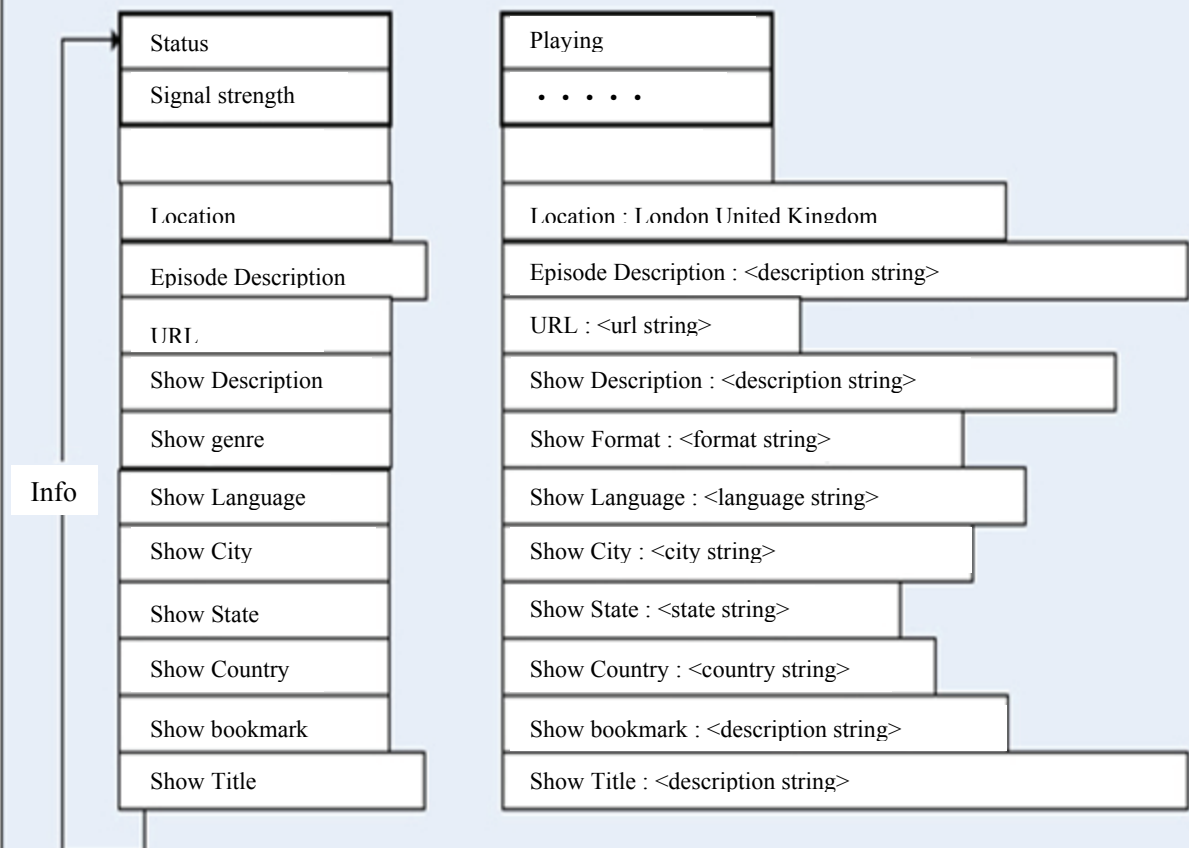 Status Playing
Signal strength • • • • •
Location Location : London United Kingdom
Episode Description Episode Description : <description string>
URL URL : <url string>
Show Description Show Description : <description string>
Show genre Show Format : <format string>
Info
Show Language Show Language : <language string>
Show City Show City : <city string>
Show State Show State : <state string>
Show Country Show Country : <country string>
Show bookmark Show bookmark : <description string>
Show Title Show Title : <description string>